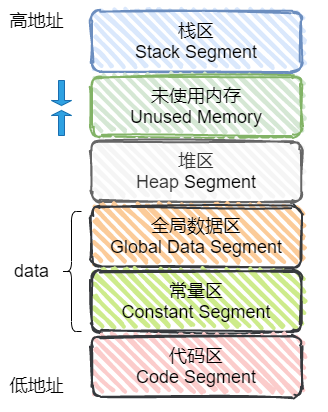 高地址
栈区
Stack Segment
未使用内存
Unused Memory
堆区
Heap Segment
全局数据区
Global Data Segment
data
常量区
Constant Segment
代码区
Code Segment
低地址